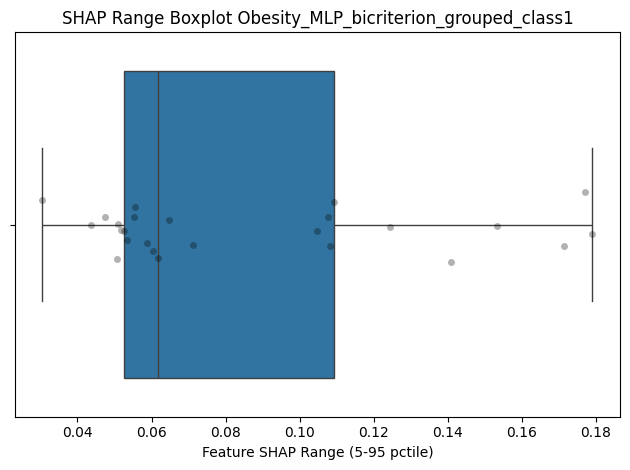 SHAP Range Boxplot Obesity_MLP_bicriterion_grouped_class1
0.04 0.06 0.08 0.10 0.12 0.14 0.16 0.18
Feature SHAP Range (5-95 pctile)